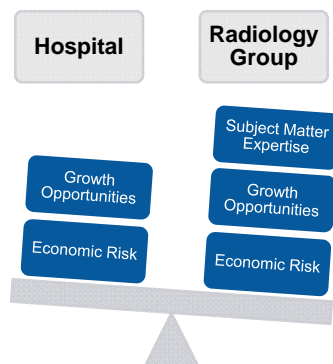 Hospital
Radiology
Group
Subject Matter
Expertise
Growth
Opportunities
Growth
Opportunities
Economic Risk
Economic Risk